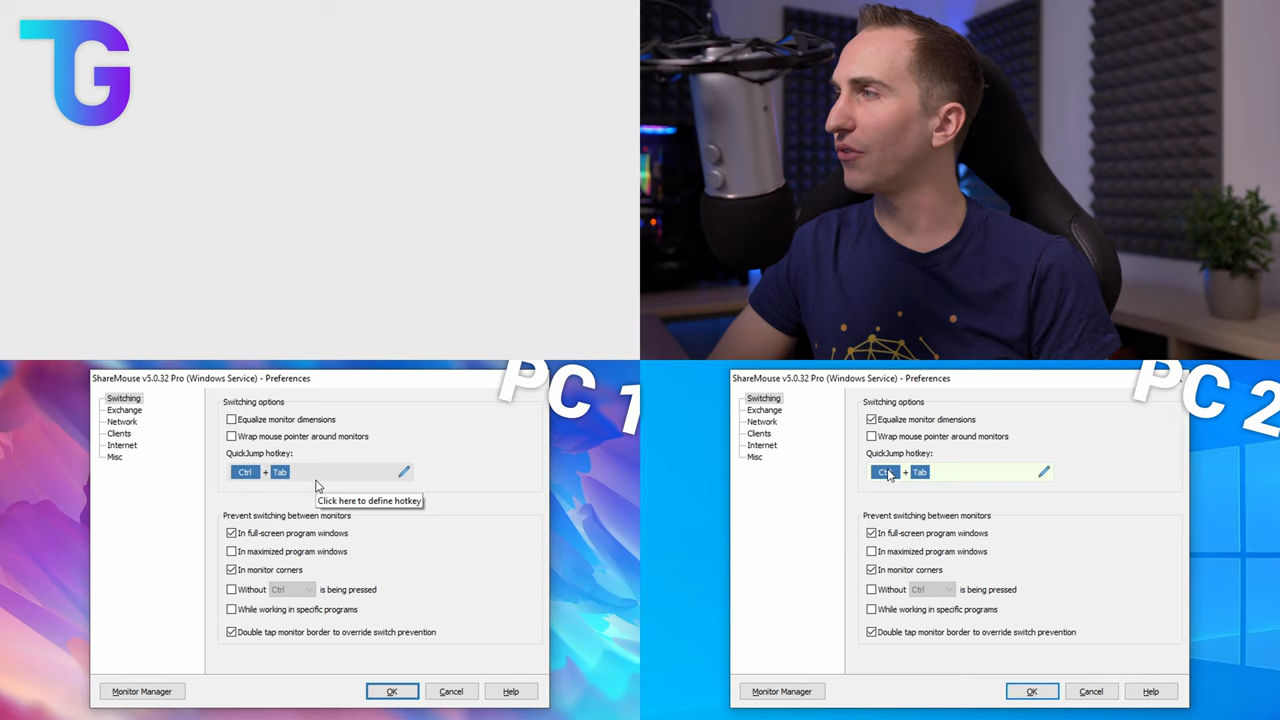 TG
ShareMouse v5.0.32 Pro (Windows Service) - Preferences
PC 1
Switching
Exchange
Network
Clients
Internet
Misc
Switching options
Equalize monitor dimensions
Wrap mouse pointer around monitors
QuickJump hotkey:
Ctrl + Tab
Click here to define hotkey
Prevent switching between monitors
In full-screen program windows
In maximized program windows
In monitor corners
Without Ctrl is being pressed
While working in specific programs
Double tap monitor border to override switch prevention
Monitor Manager
OK
Cancel
Help
ShareMouse v5.0.32 Pro (Windows Service) - Preferences
PC 2
Switching
Exchange
Network
Clients
Internet
Misc
Switching options
Equalize monitor dimensions
Wrap mouse pointer around monitors
QuickJump hotkey:
Ctrl + Tab
Prevent switching between monitors
In full-screen program windows
In maximized program windows
In monitor corners
Without Ctrl is being pressed
While working in specific programs
Double tap monitor border to override switch prevention
Monitor Manager
OK
Cancel
Help